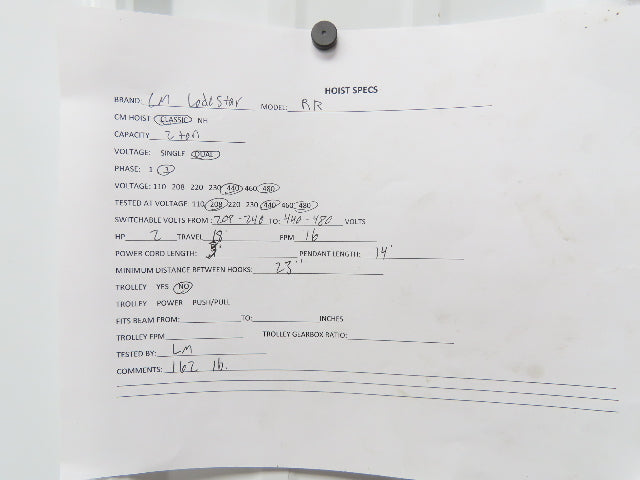 HOIST SPECS
BRAND: CM Lodestar MODEL: RR
CM HOIST CLASSIC NH
CAPACITY 2 ton
VOLTAGE: SINGLE DUAL
PHASE: 1 3
VOLTAGE: 110 208 220 230 440 460 480
TESTED AT VOLTAGE: 110 208 220 230 440 460 480
SWITCHABLE VOLTS FROM: 208-240 TO: 440-480 VOLTS
HP 2 TRAVEL 18' FPM 16
POWER CORD LENGTH: PENDANT LENGTH: 14'
MINIMUM DISTANCE BETWEEN HOOKS: 23"
TROLLEY YES NO
TROLLEY POWER PUSH/PULL
FITS BEAM FROM: TO: INCHES
TROLLEY FPM TROLLEY GEARBOX RATIO:
TESTED BY: LM
COMMENTS: 162 lb.